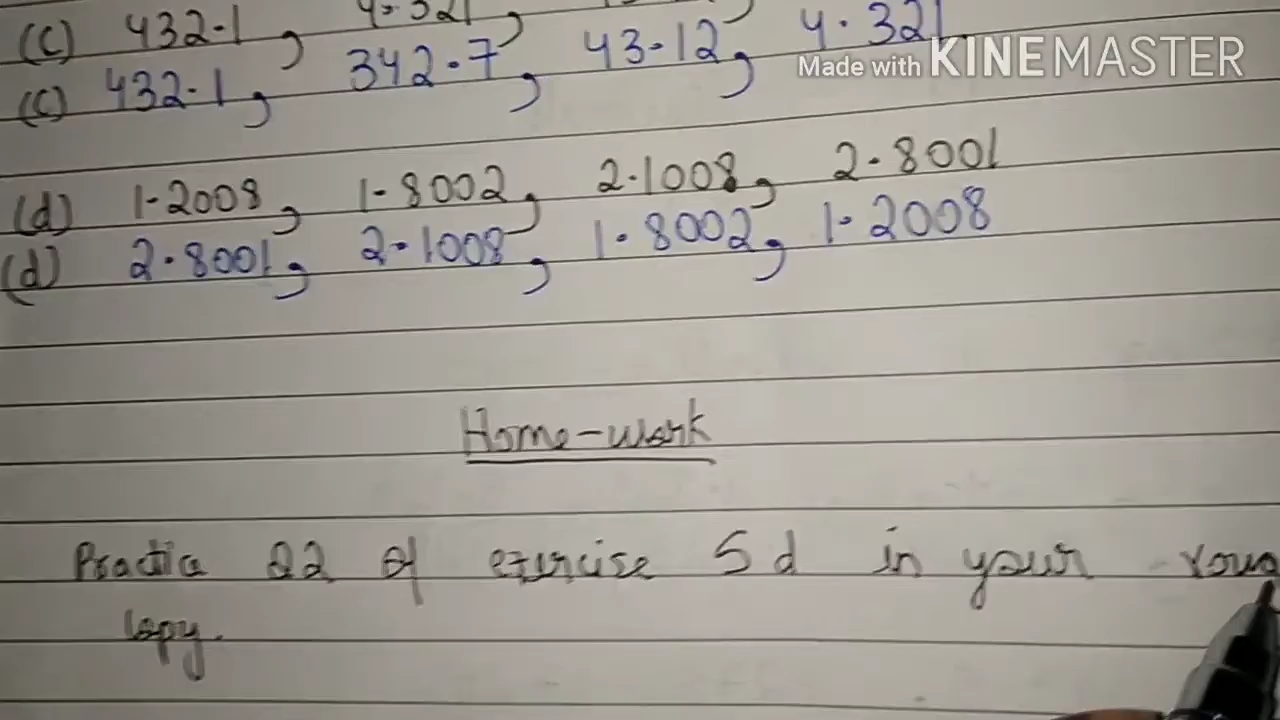 (c) 432.1, 4.321,
(c) 432.1, 342.7, 43.12, 4.321
Made with KINEMASTER
(d) 1.2008, 1.8002, 2.1008, 2.8001
(d) 2.8001, 2.1008, 1.8002, 1.2008
Home-work
Practice Q2 of exercise 5d in your
copy.